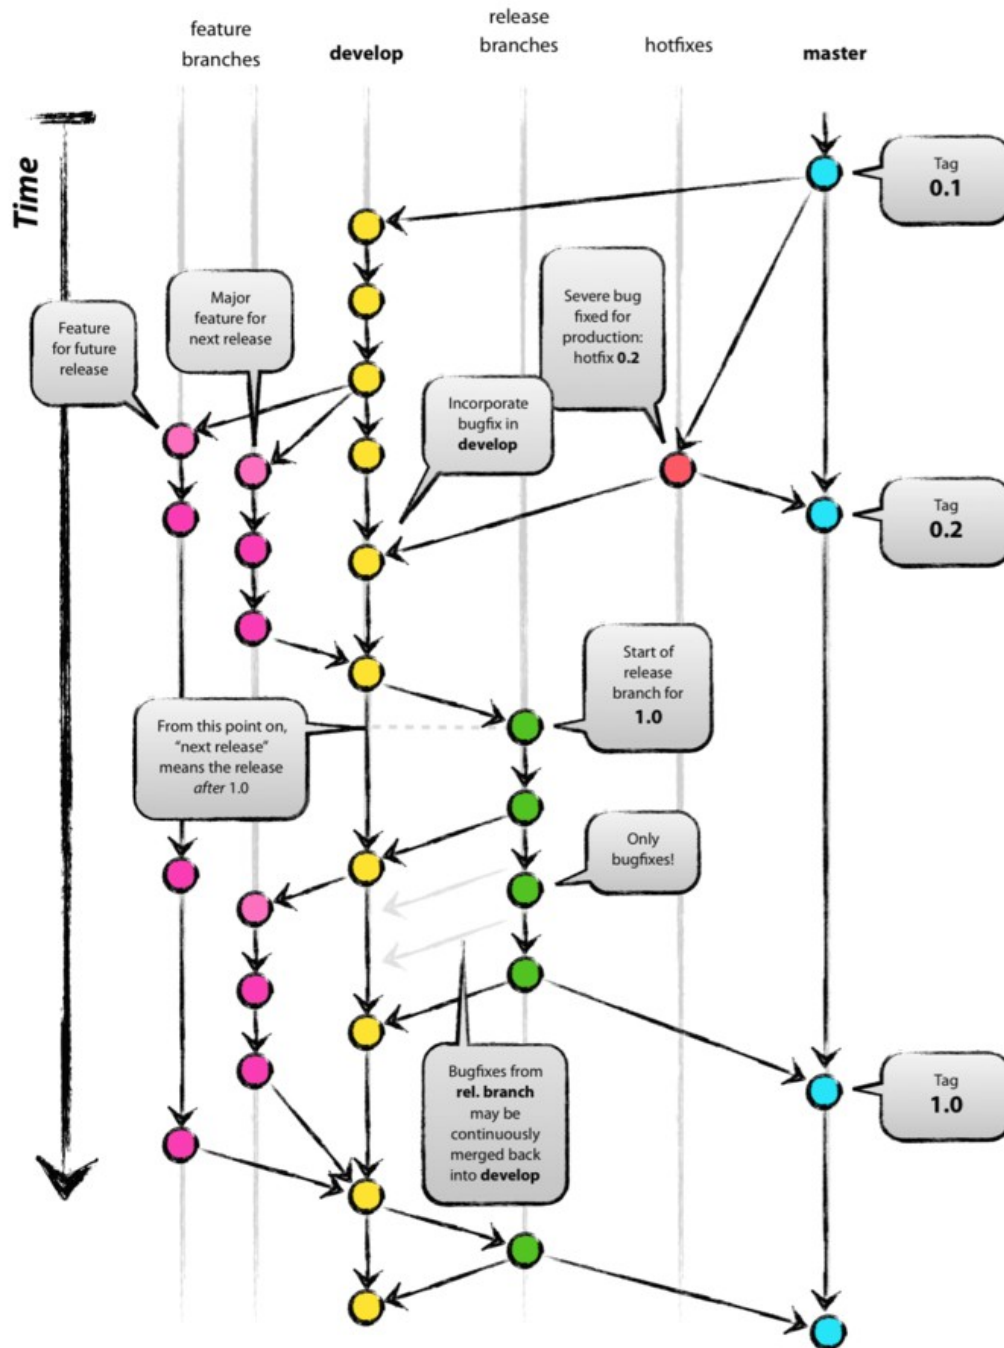 feature
branches
develop
release
branches
hotfixes
master
Time
Tag
0.1
Major
feature for
next release
Feature
for future
release
Severe bug
fixed for
production:
hotfix 0.2
Incorporate
bugfix in
develop
Tag
0.2
Start of
release
branch for
1.0
From this point on,
“next release”
means the release
after 1.0
Only
bugfixes!
Bugfixes from
rel. branch
may be
continuously
merged back
into develop
Tag
1.0